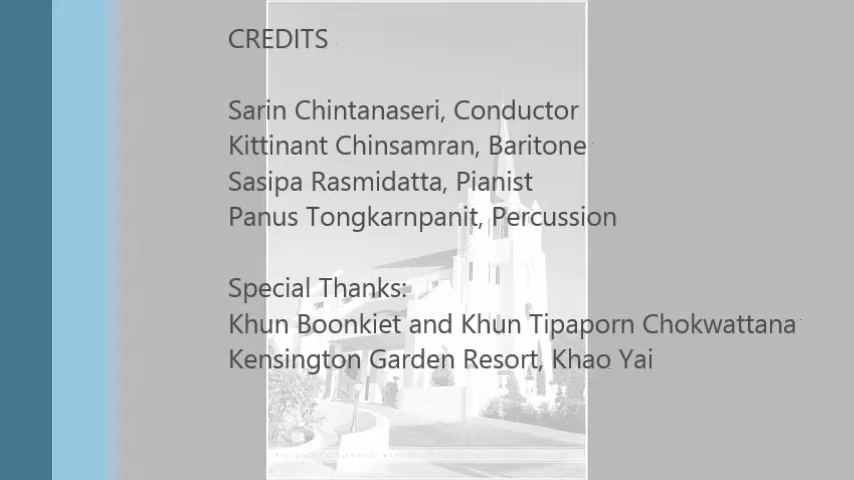 CREDITS
Sarin Chintanaseri, Conductor
Kittinant Chinsamran, Baritone
Sasipa Rasmidatta, Pianist
Panus Tongkarnpanit, Percussion
Special Thanks:
Khun Boonkiet and Khun Tipaporn Chokwattana
Kensington Garden Resort, Khao Yai